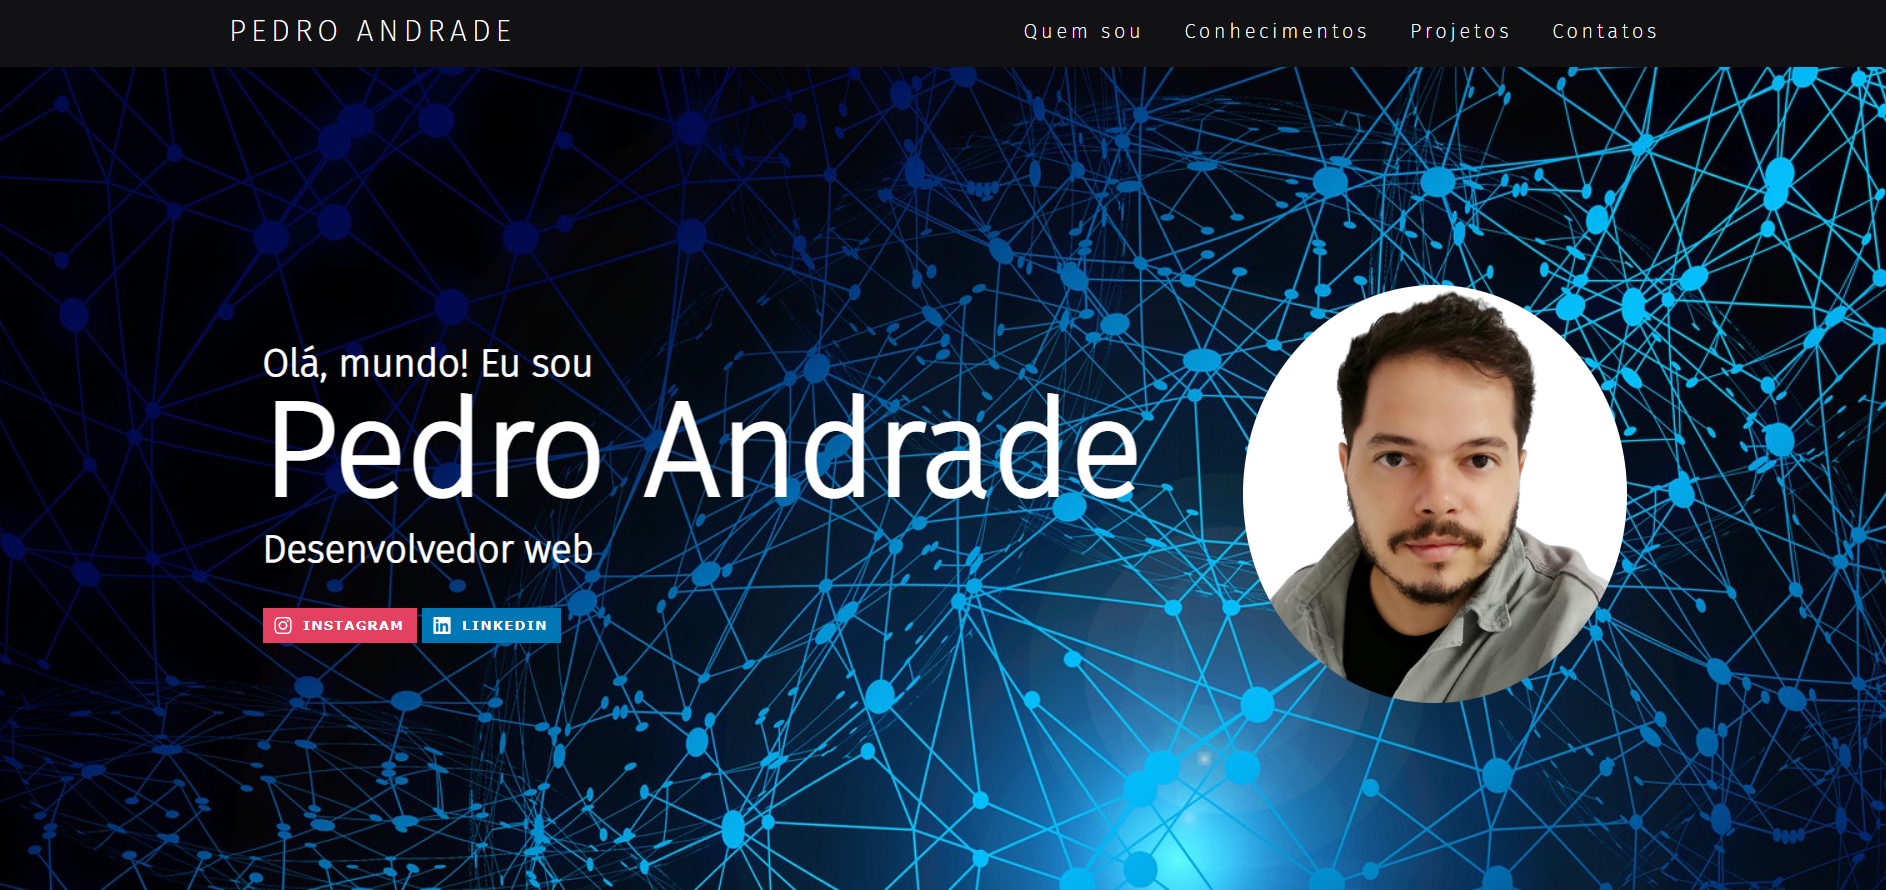 PEDRO ANDRADE
Quem sou Conhecimentos Projetos Contatos
Olá, mundo! Eu sou
Pedro Andrade
Desenvolvedor web
INSTAGRAM LINKEDIN